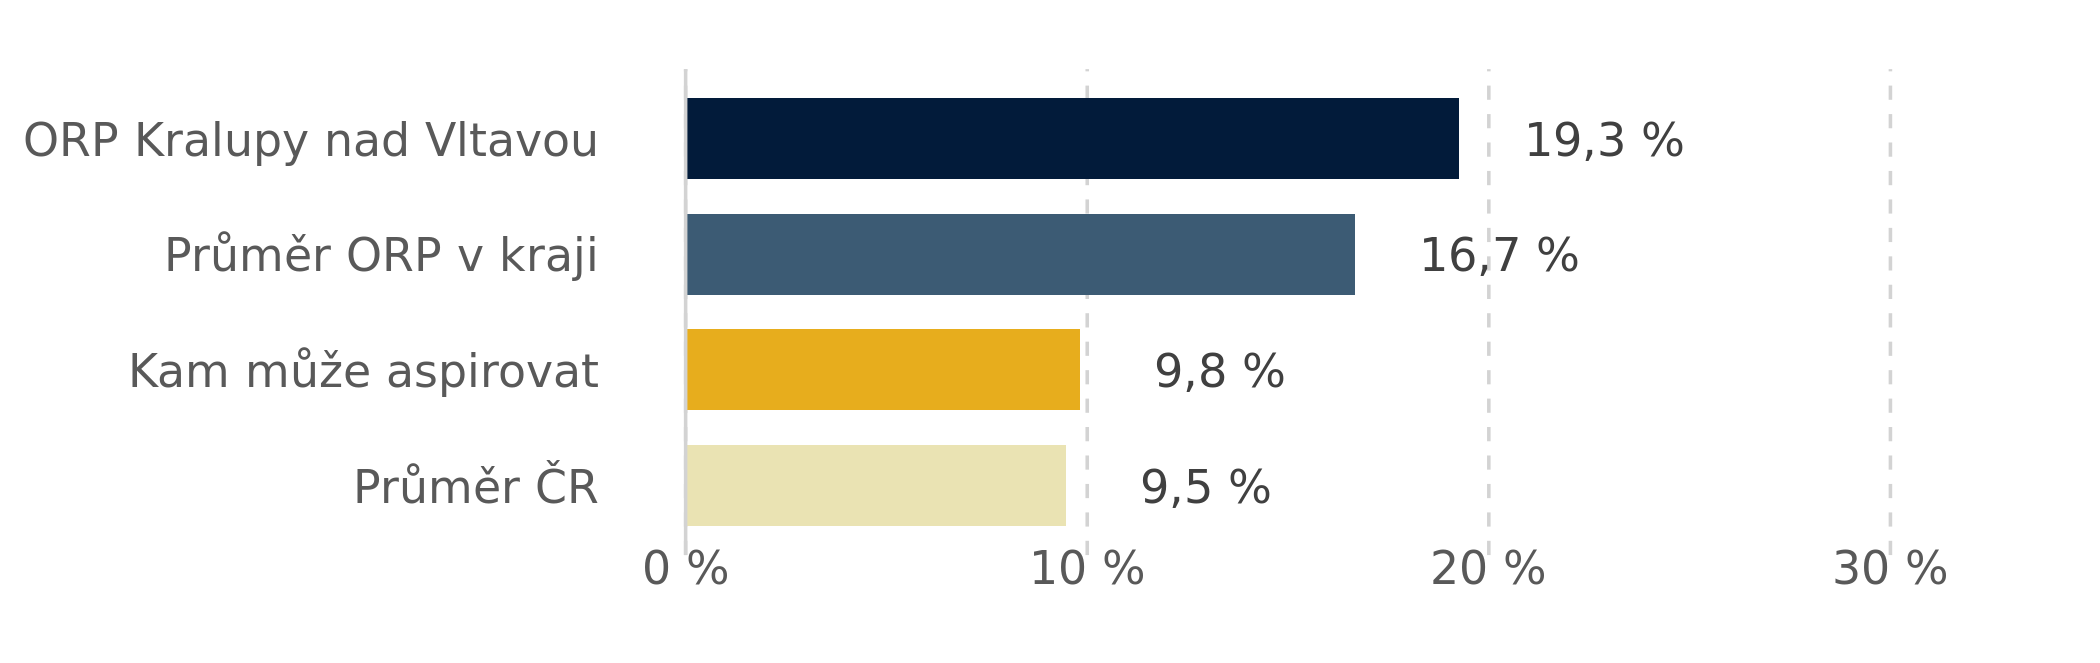 ORP Kralupy nad Vltavou 19,3 %
Průměr ORP v kraji 16,7 %
Kam může aspirovat 9,8 %
Průměr ČR 9,5 %
0 % 10 % 20 % 30 %